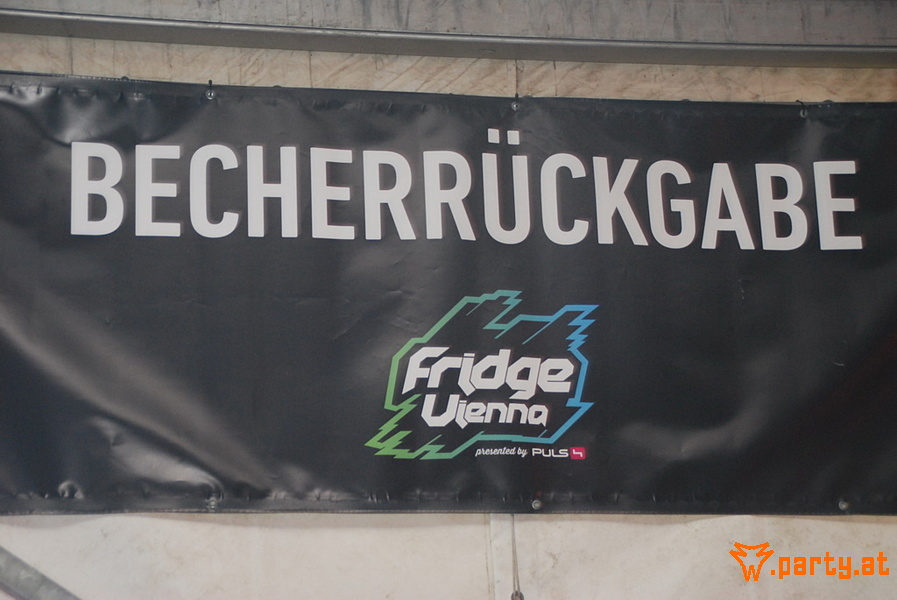 BECHERRÜCKGABE
Fridge
Vienna
presented by PULS 4
.party.at